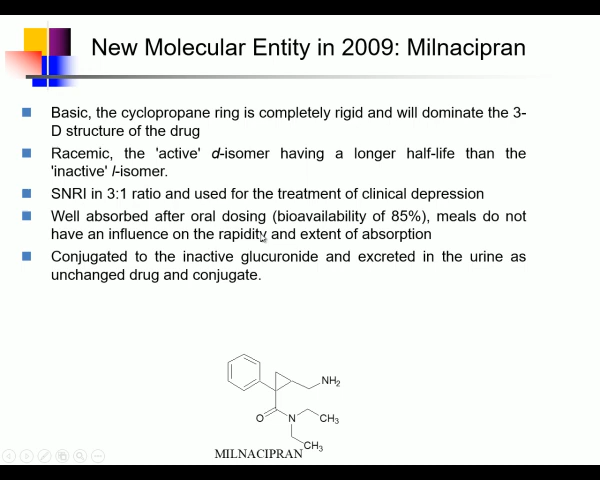 New Molecular Entity in 2009: Milnacipran
Basic, the cyclopropane ring is completely rigid and will dominate the 3-
D structure of the drug
Racemic, the 'active' d-isomer having a longer half-life than the
'inactive' l-isomer.
SNRI in 3:1 ratio and used for the treatment of clinical depression
Well absorbed after oral dosing (bioavailability of 85%), meals do not
have an influence on the rapidity and extent of absorption
Conjugated to the inactive glucuronide and excreted in the urine as
unchanged drug and conjugate.
NH2
O
N
CH3
CH3
MILNACIPRAN